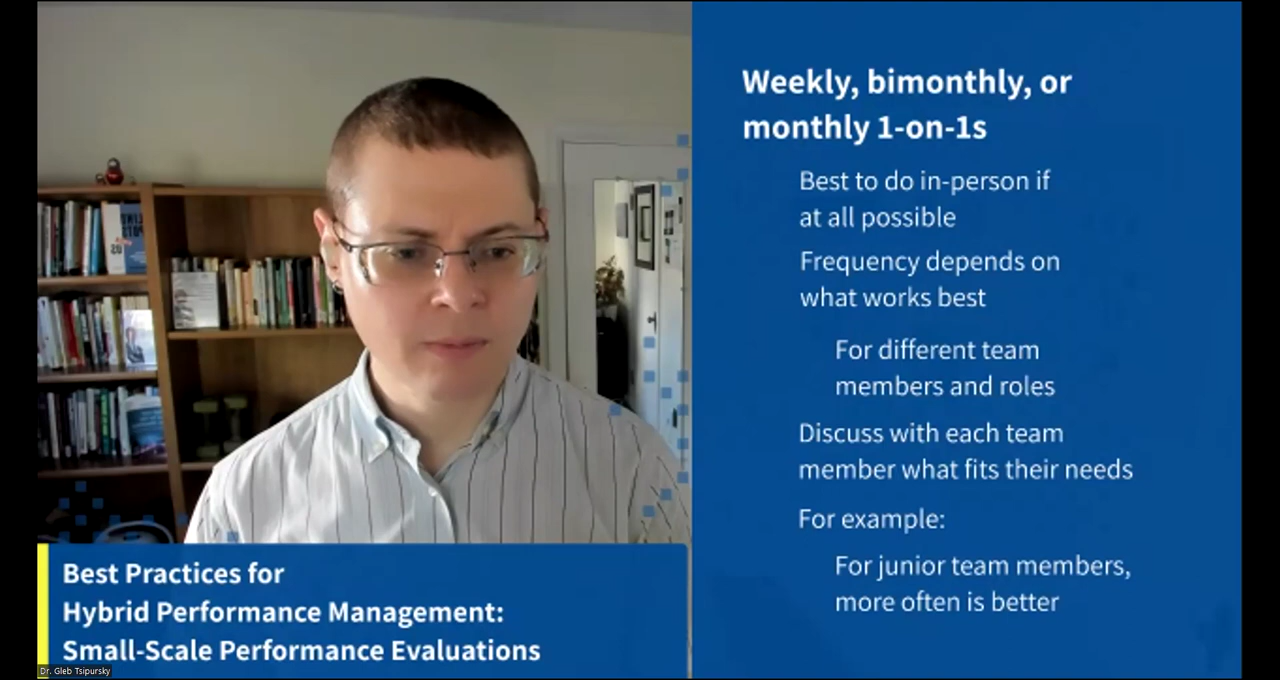 Weekly, bimonthly, or
monthly 1-on-1s
Best to do in-person if
at all possible
Frequency depends on
what works best
For different team
members and roles
Discuss with each team
member what fits their needs
For example:
For junior team members,
more often is better
Best Practices for
Hybrid Performance Management:
Small-Scale Performance Evaluations
Dr. Gleb Tsipursky